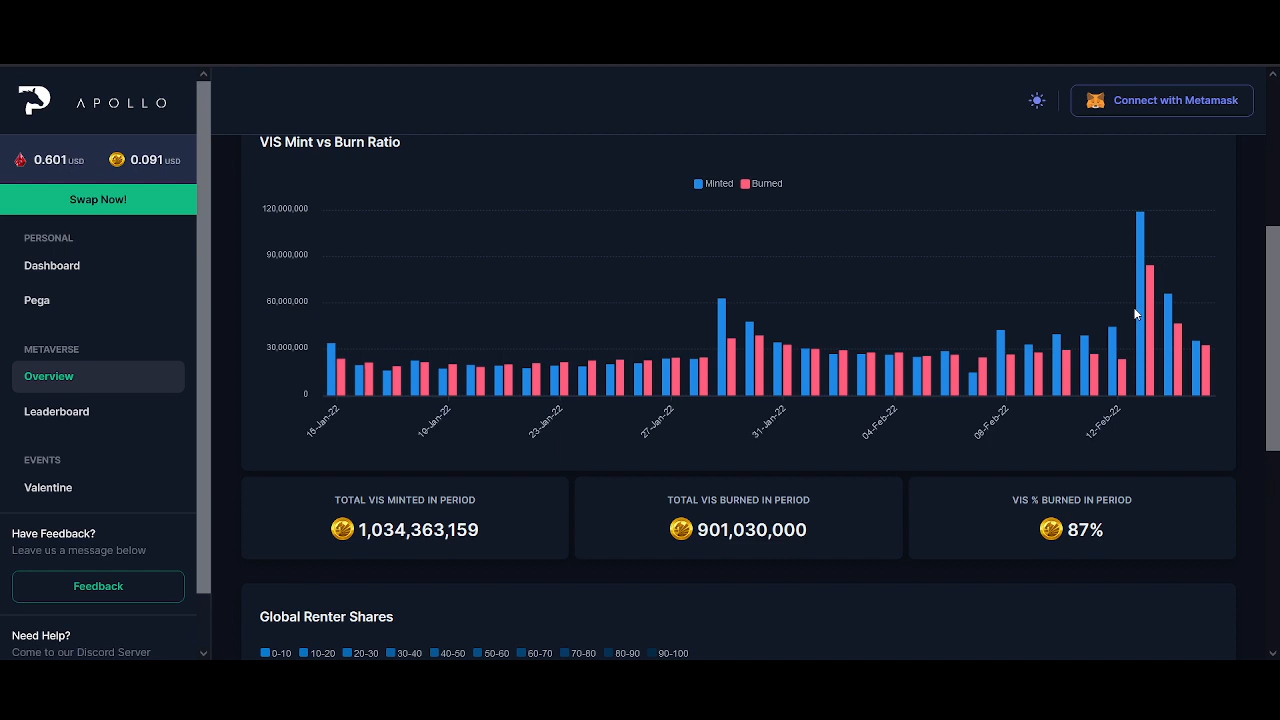 APOLLO
Connect with Metamask
0.601 USD 0.091 USD
Swap Now!
PERSONAL
Dashboard
Pega
METAVERSE
Overview
Leaderboard
EVENTS
Valentine
Have Feedback?
Leave us a message below
Feedback
Need Help?
Come to our Discord Server
VIS Mint vs Burn Ratio
Minted Burned
120,000,000
90,000,000
60,000,000
30,000,000
0
15-Jan-22 19-Jan-22 23-Jan-22 27-Jan-22 31-Jan-22 04-Feb-22 08-Feb-22 12-Feb-22
TOTAL VIS MINTED IN PERIOD
1,034,363,159
TOTAL VIS BURNED IN PERIOD
901,030,000
VIS % BURNED IN PERIOD
87%
Global Renter Shares
0-10 10-20 20-30 30-40 40-50 50-60 60-70 70-80 80-90 90-100